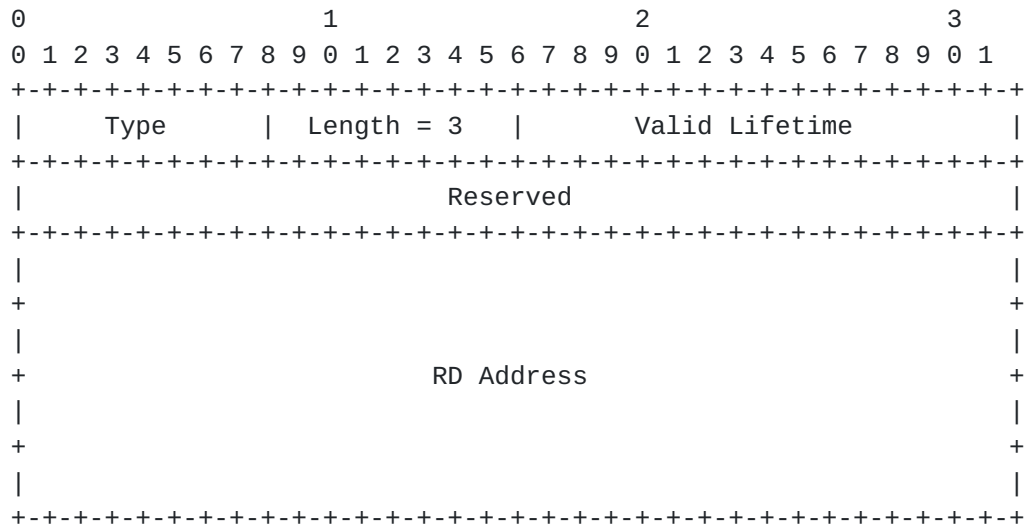 0                   1                   2                   3
0 1 2 3 4 5 6 7 8 9 0 1 2 3 4 5 6 7 8 9 0 1 2 3 4 5 6 7 8 9 0 1
+-+-+-+-+-+-+-+-+-+-+-+-+-+-+-+-+-+-+-+-+-+-+-+-+-+-+-+-+-+-+-+-+
|     Type      |  Length = 3   |       Valid Lifetime          |
+-+-+-+-+-+-+-+-+-+-+-+-+-+-+-+-+-+-+-+-+-+-+-+-+-+-+-+-+-+-+-+-+
|                           Reserved                            |
+-+-+-+-+-+-+-+-+-+-+-+-+-+-+-+-+-+-+-+-+-+-+-+-+-+-+-+-+-+-+-+-+
|                                                               |
+                                                               +
|                                                               |
+                          RD Address                           +
|                                                               |
+                                                               +
|                                                               |
+-+-+-+-+-+-+-+-+-+-+-+-+-+-+-+-+-+-+-+-+-+-+-+-+-+-+-+-+-+-+-+-+